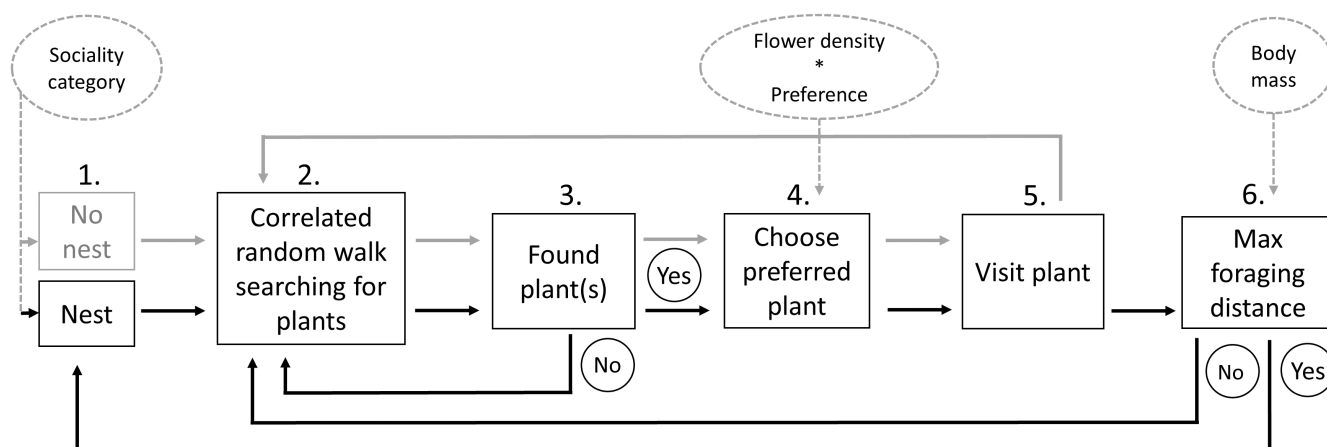 Sociality
category
Flower density
*
Preference
Body
mass
1.
No
nest
Nest
2.
Correlated
random walk
searching for
plants
3.
Found
plant(s)
Yes
No
4.
Choose
preferred
plant
5.
Visit plant
6.
Max
foraging
distance
No
Yes